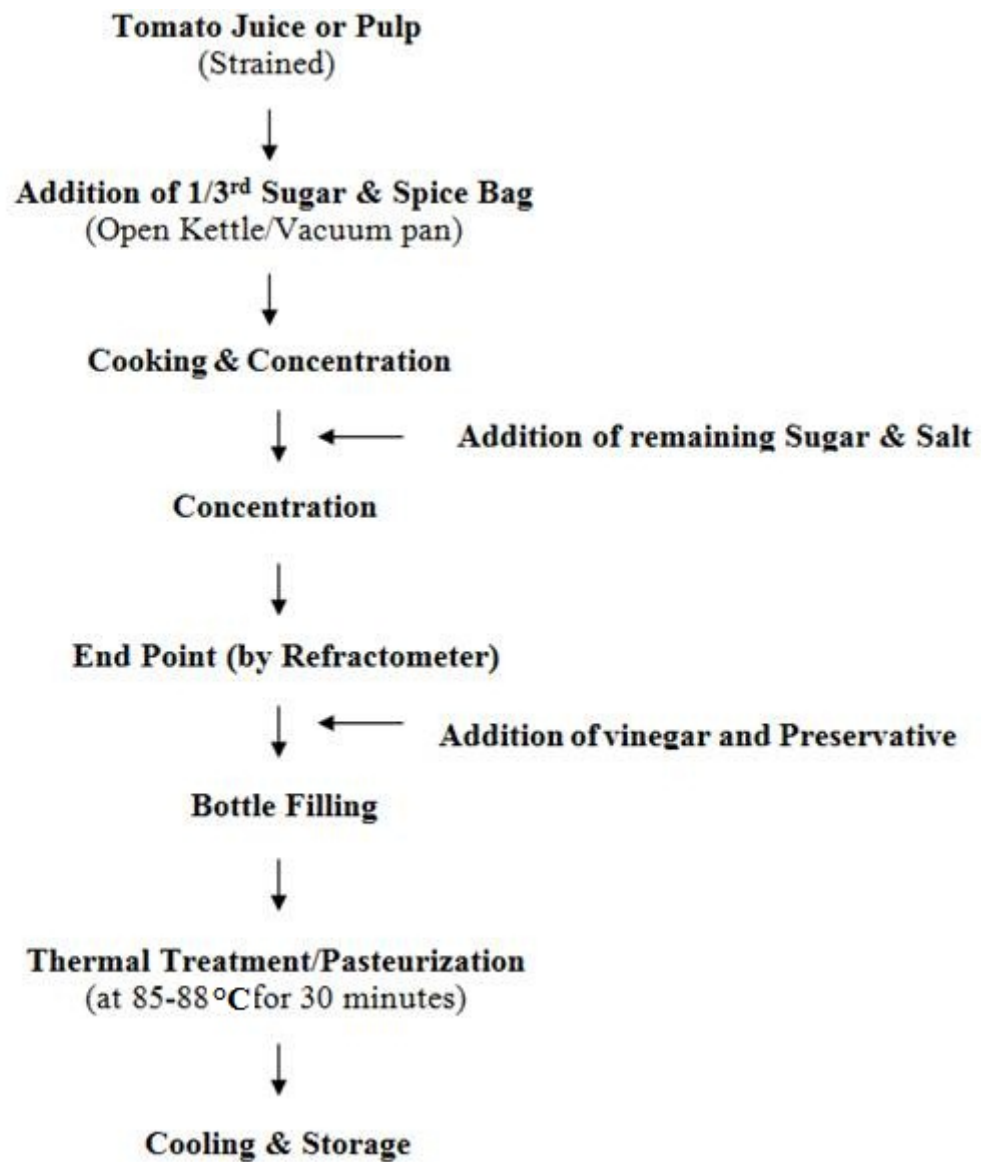 Tomato Juice or Pulp
(Strained)
Addition of 1/3rd Sugar & Spice Bag
(Open Kettle/Vacuum pan)
Cooking & Concentration
Addition of remaining Sugar & Salt
Concentration
End Point (by Refractometer)
Addition of vinegar and Preservative
Bottle Filling
Thermal Treatment/Pasteurization
(at 85-88°C for 30 minutes)
Cooling & Storage